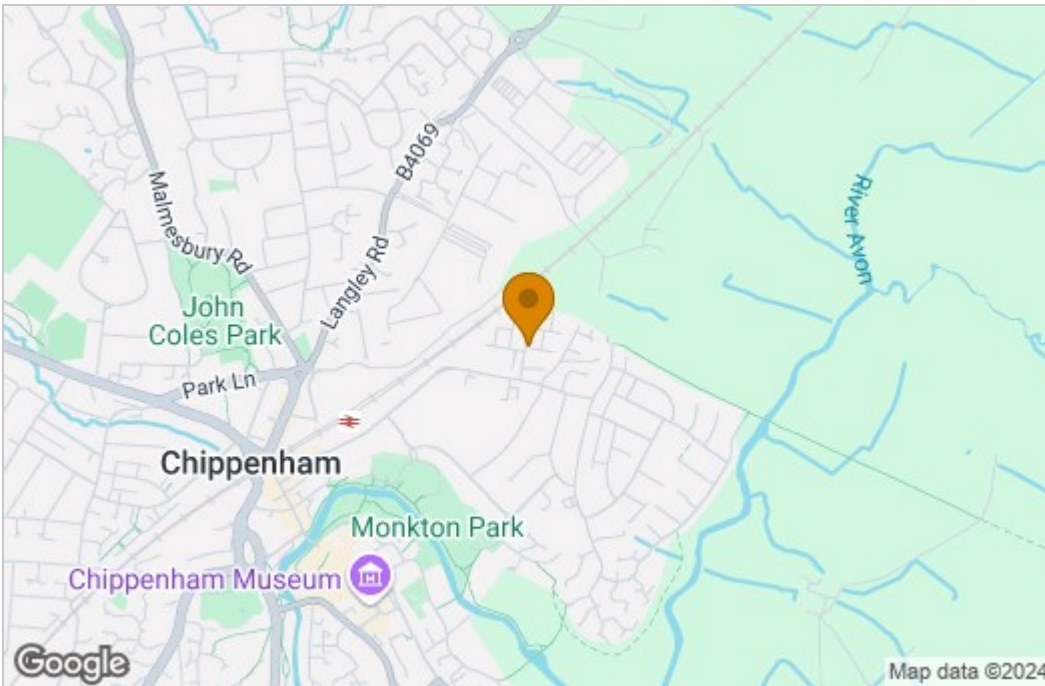 B4069
Malmesbury Rd
Langley Rd
River Avon
John
Coles Park
Park Ln
Chippenham
Monkton Park
Chippenham Museum
Google
Map data ©2024